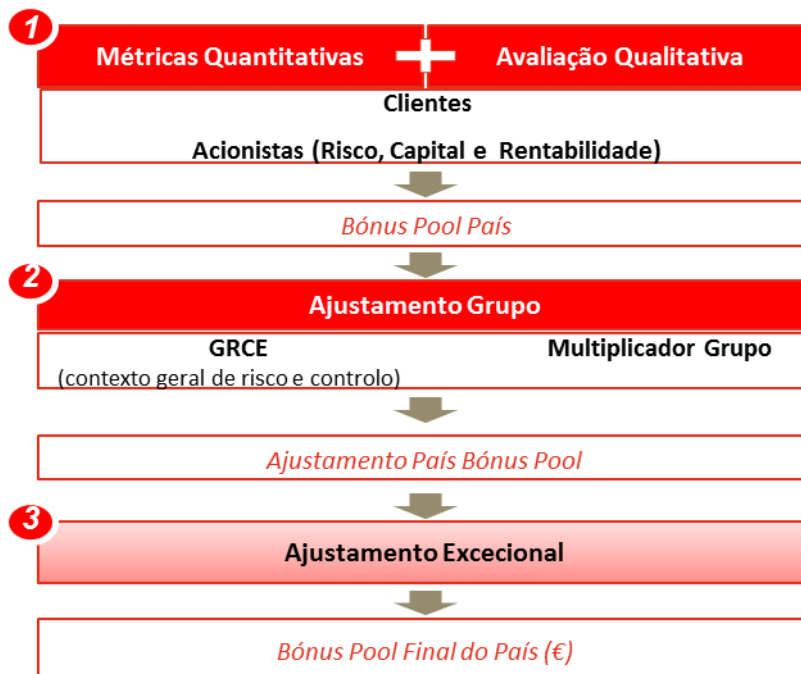 1
Métricas Quantitativas + Avaliação Qualitativa
Clientes
Acionistas (Risco, Capital e Rentabilidade)
Bónus Pool País
2
Ajustamento Grupo
GRCE Multiplicador Grupo
(contexto geral de risco e controlo)
Ajustamento País Bónus Pool
3
Ajustamento Excecional
Bónus Pool Final do País (€)